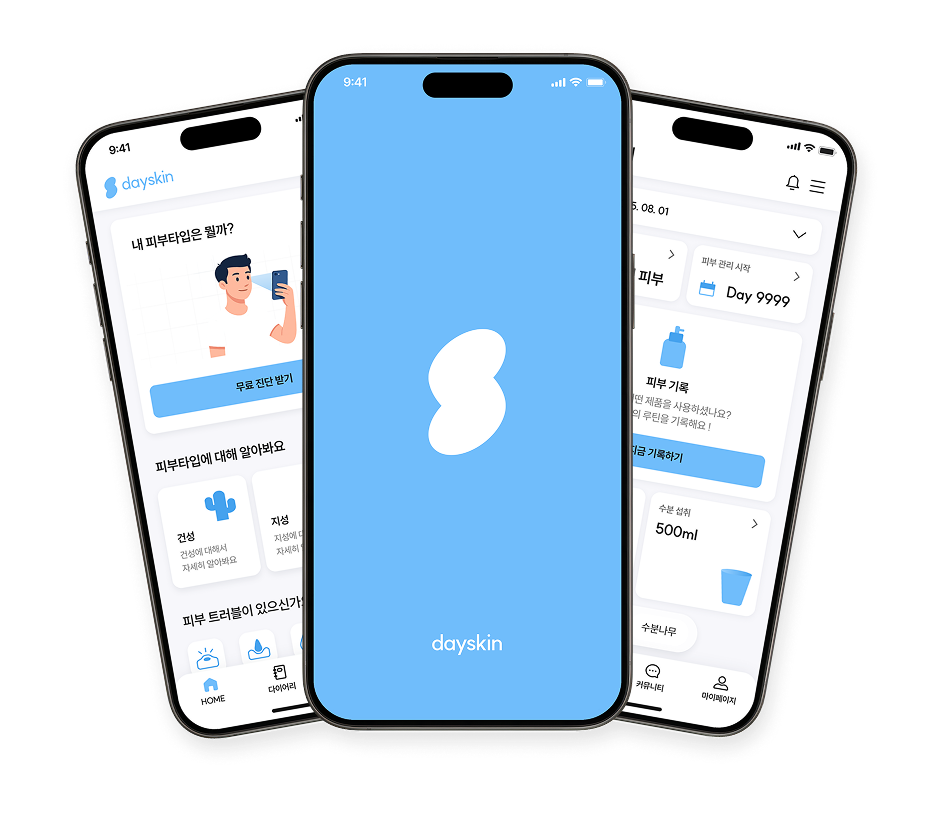 9:41
dayskin
내 피부타입은 뭘까?
무료 진단 받기
피부타입에 대해 알아봐요
건성
건성에 대해서
자세히 알아봐요
지성
지성에
자세히
피부 트러블이 있으신가요
HOME
다이어리
9:41
dayskin
5. 08. 01
피부
피부 관리 시작
Day 9999
피부 기록
떤 제품을 사용하셨나요?
의 루틴을 기록해요 !
지금 기록하기
수분 섭취
500ml
수분나무
커뮤니티
마이페이지